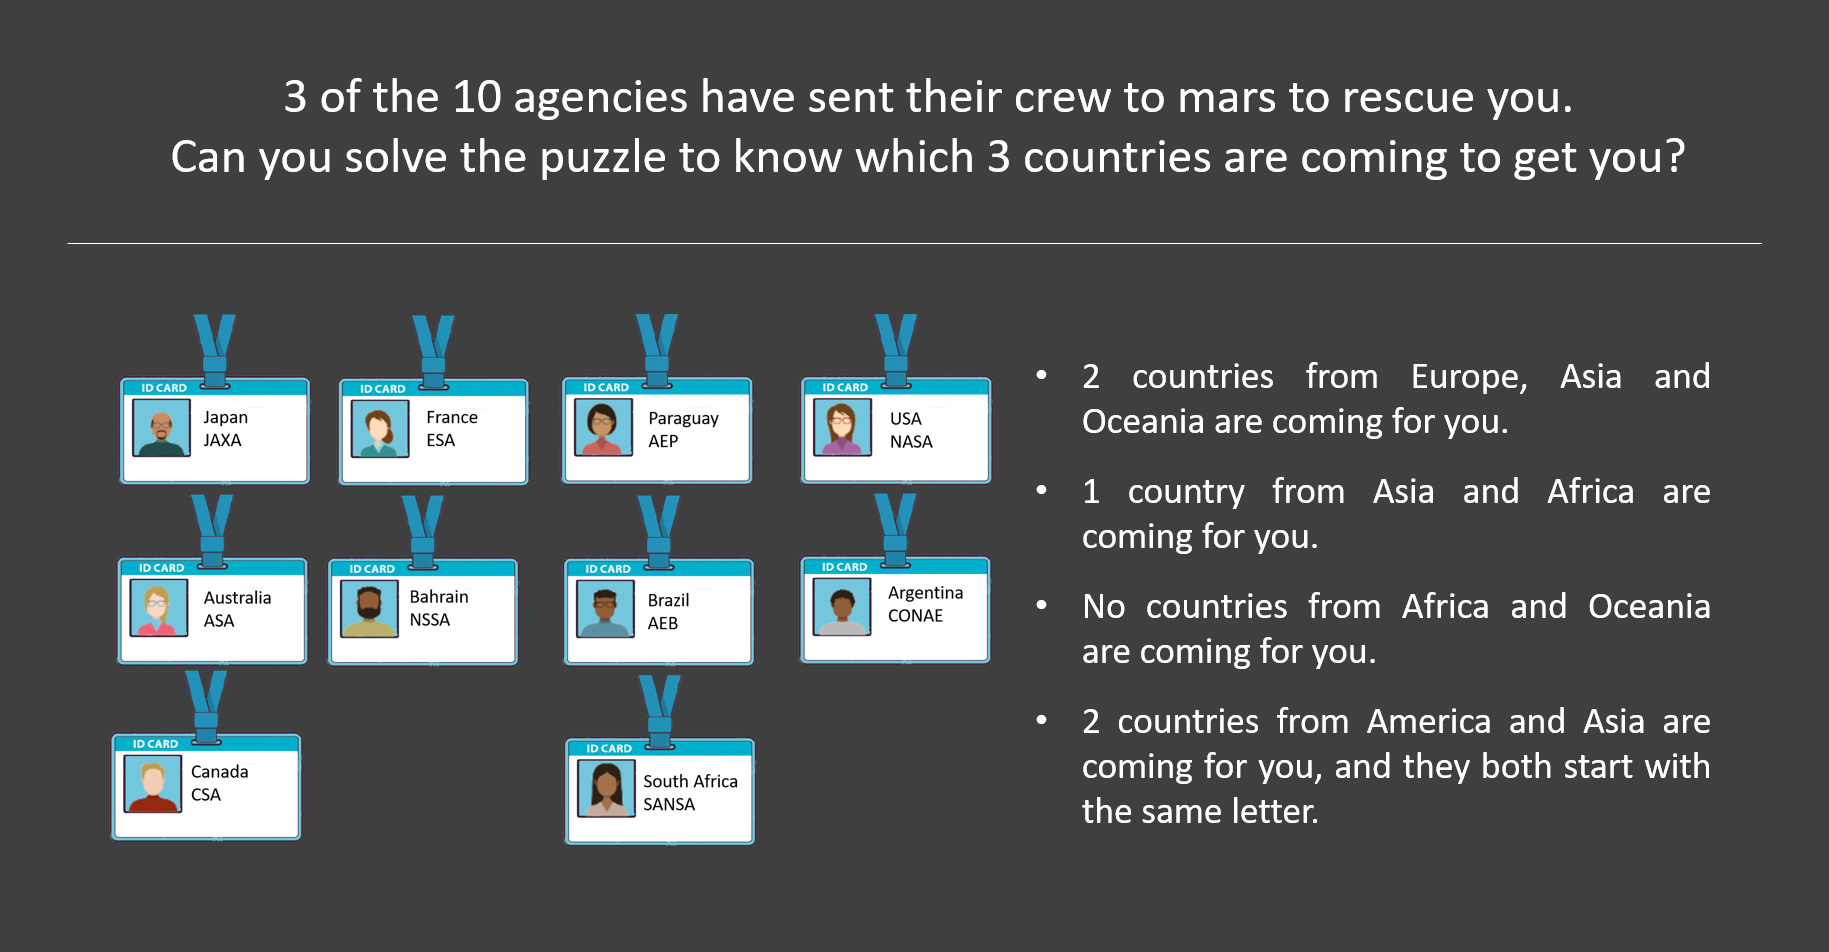 3 of the 10 agencies have sent their crew to mars to rescue you.
Can you solve the puzzle to know which 3 countries are coming to get you?
ID CARD
Japan
JAXA
ID CARD
France
ESA
ID CARD
Paraguay
AEP
ID CARD
USA
NASA
ID CARD
Australia
ASA
ID CARD
Bahrain
NSSA
ID CARD
Brazil
AEB
ID CARD
Argentina
CONAE
ID CARD
Canada
CSA
ID CARD
South Africa
SANSA
• 2 countries from Europe, Asia and
Oceania are coming for you.
• 1 country from Asia and Africa are
coming for you.
• No countries from Africa and Oceania
are coming for you.
• 2 countries from America and Asia are
coming for you, and they both start with
the same letter.